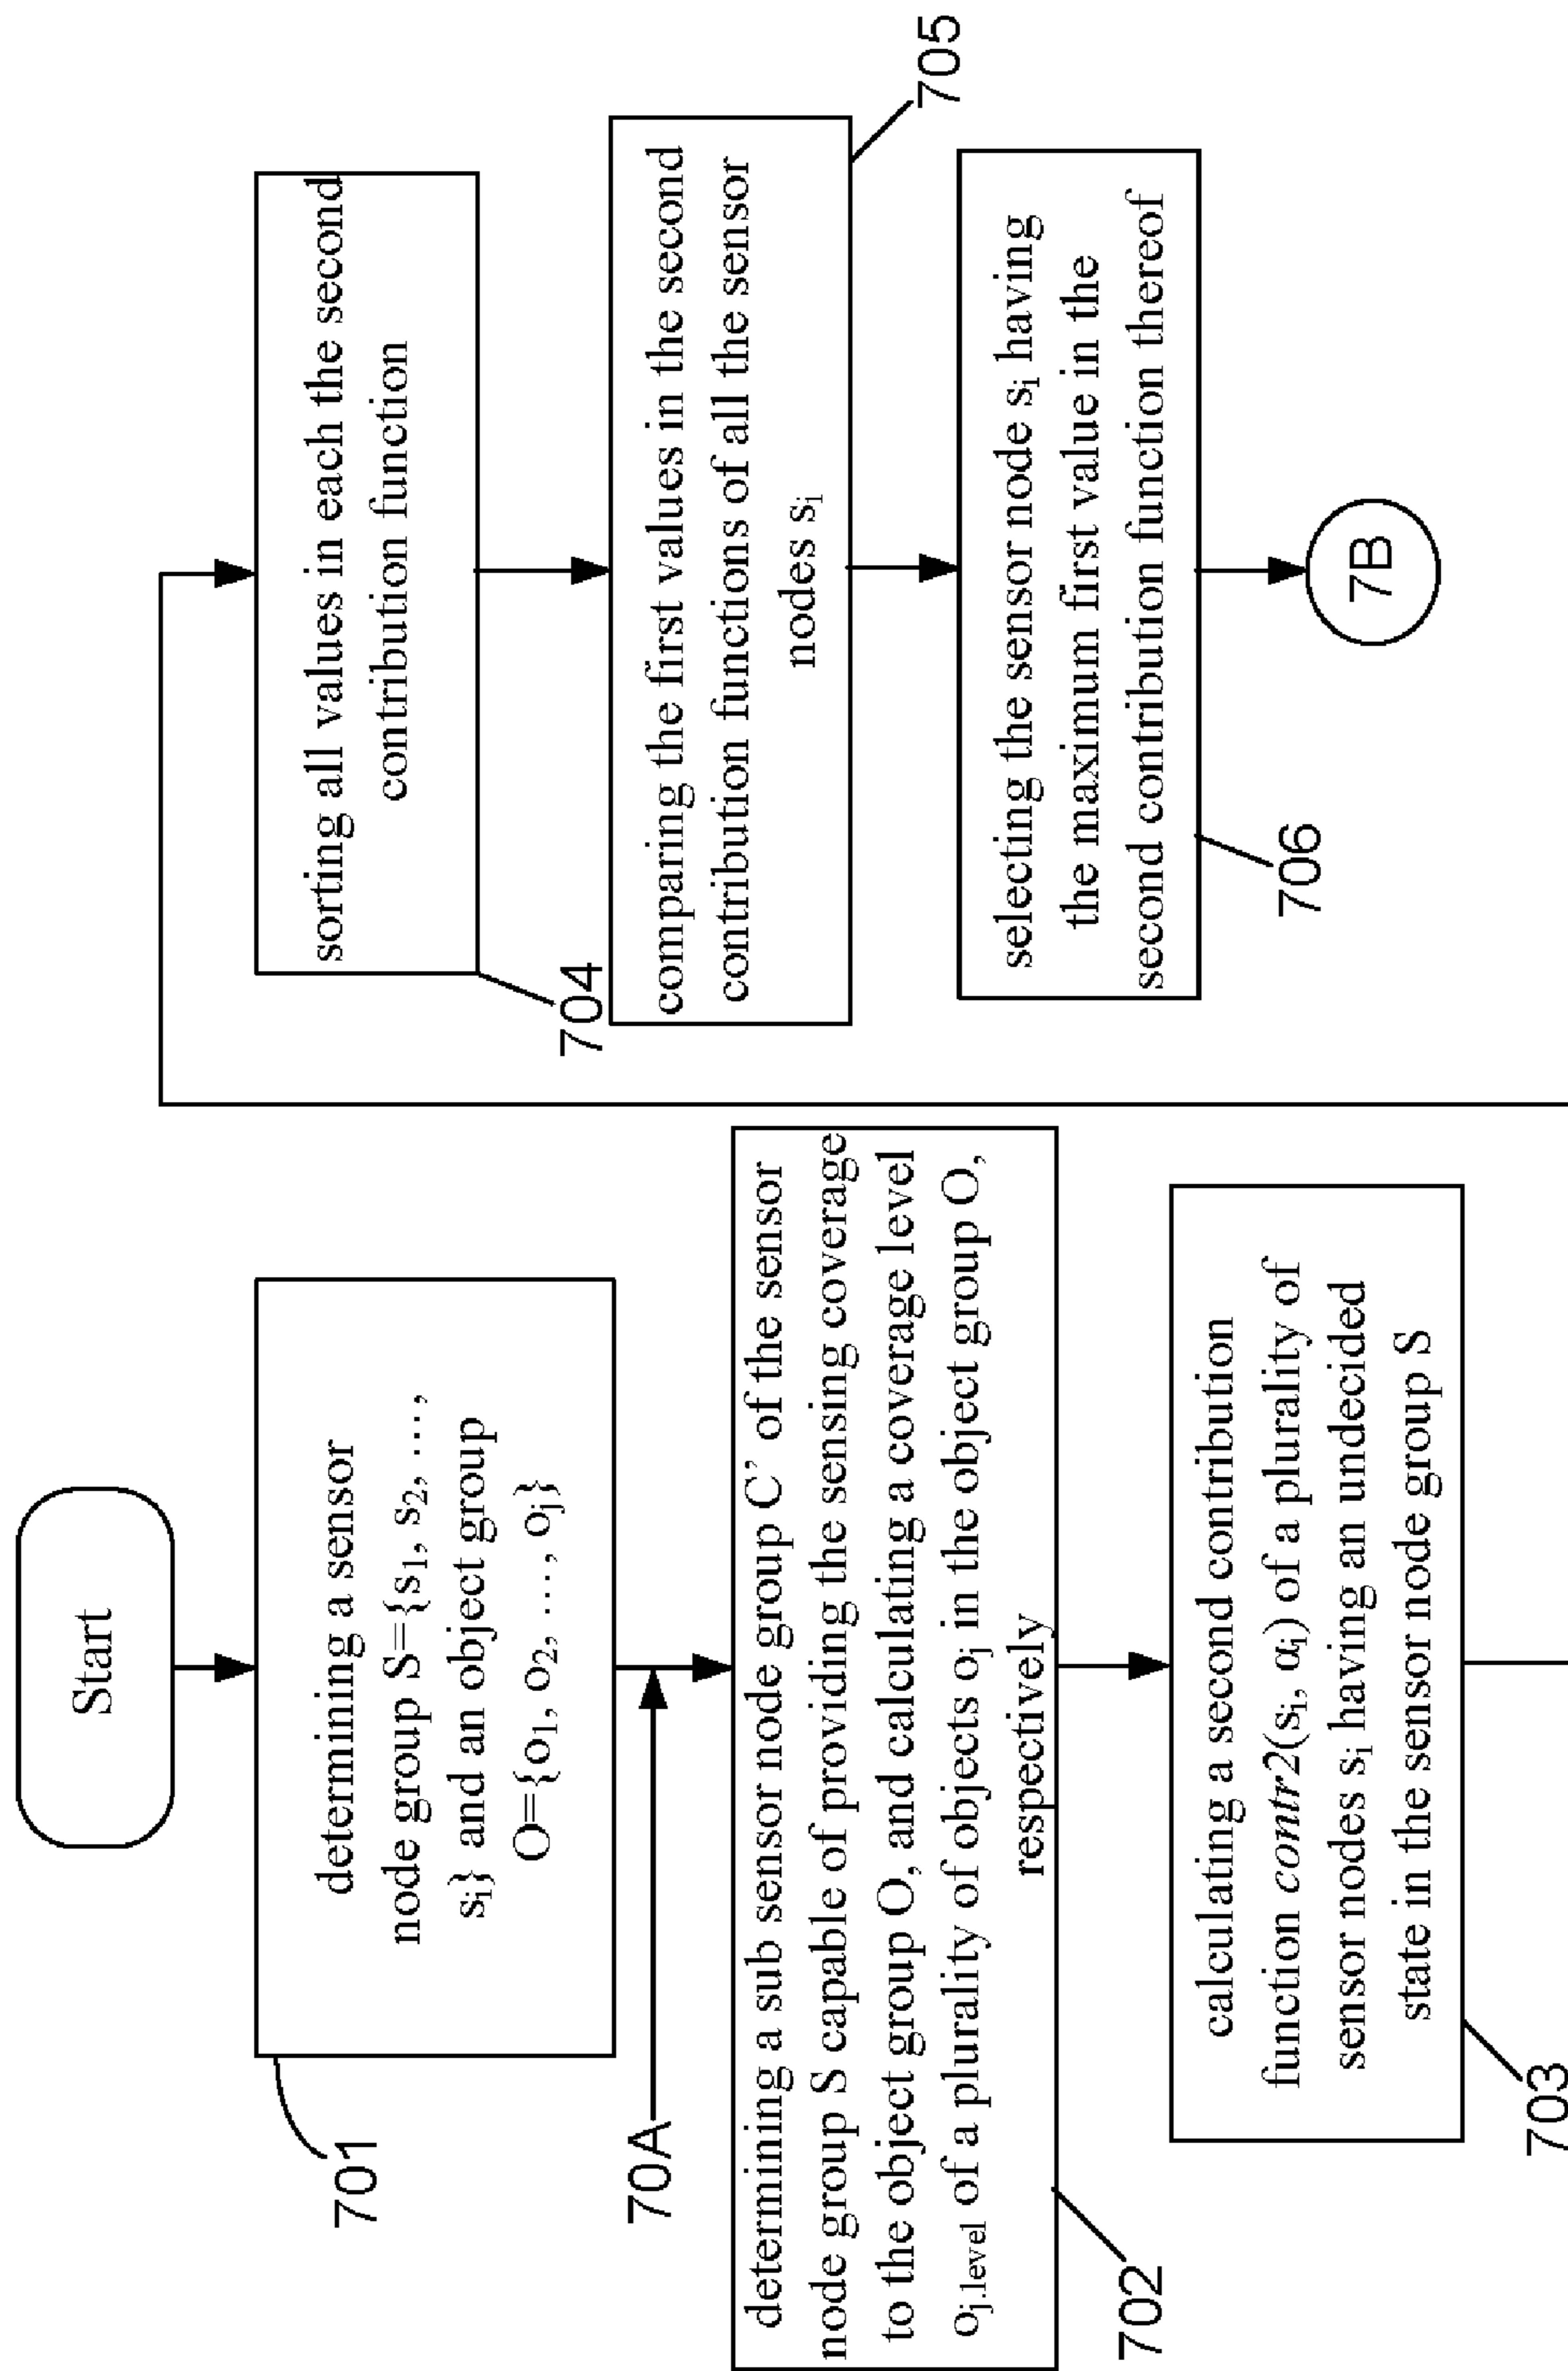 Start
determining a sensor
node group S={s₁, s₂, ...,
sᵢ} and an object group
O={o₁, o₂, ..., oⱼ}
701
70A
determining a sub sensor node group C' of the sensor
node group S capable of providing the sensing coverage
to the object group O, and calculating a coverage level
oⱼ.level of a plurality of objects oⱼ in the object group O,
respectively
702
calculating a second contribution
function contr2(sᵢ, αᵢ) of a plurality of
sensor nodes sᵢ having an undecided
state in the sensor node group S
703
sorting all values in each the second
contribution function
704
comparing the first values in the second
contribution functions of all the sensor
nodes sᵢ
705
selecting the sensor node sᵢ having
the maximum first value in the
second contribution function thereof
706
7B